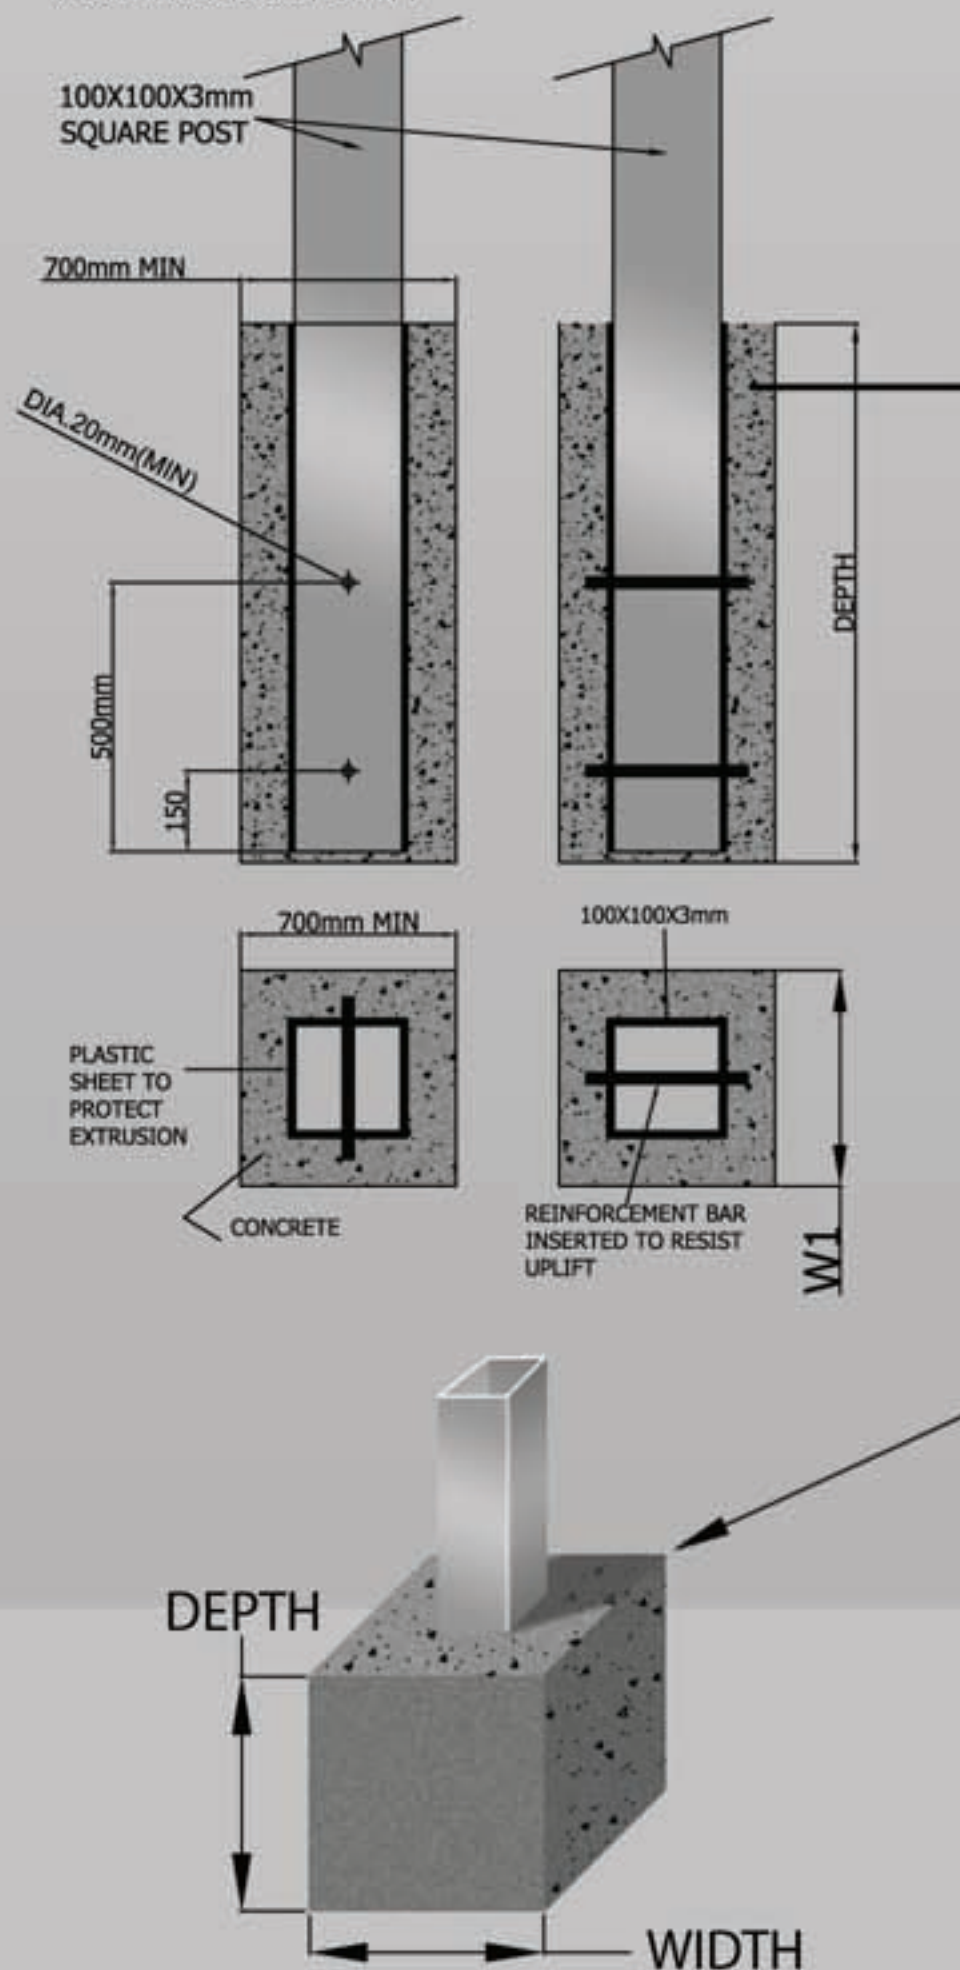 100X100X3mm
SQUARE POST
700mm MIN
DIA.20mm(MIN)
500mm
150
DEPTH
700mm MIN
100X100X3mm
PLASTIC
SHEET TO
PROTECT
EXTRUSION
CONCRETE
REINFORCEMENT BAR
INSERTED TO RESIST
UPLIFT
W1
DEPTH
WIDTH